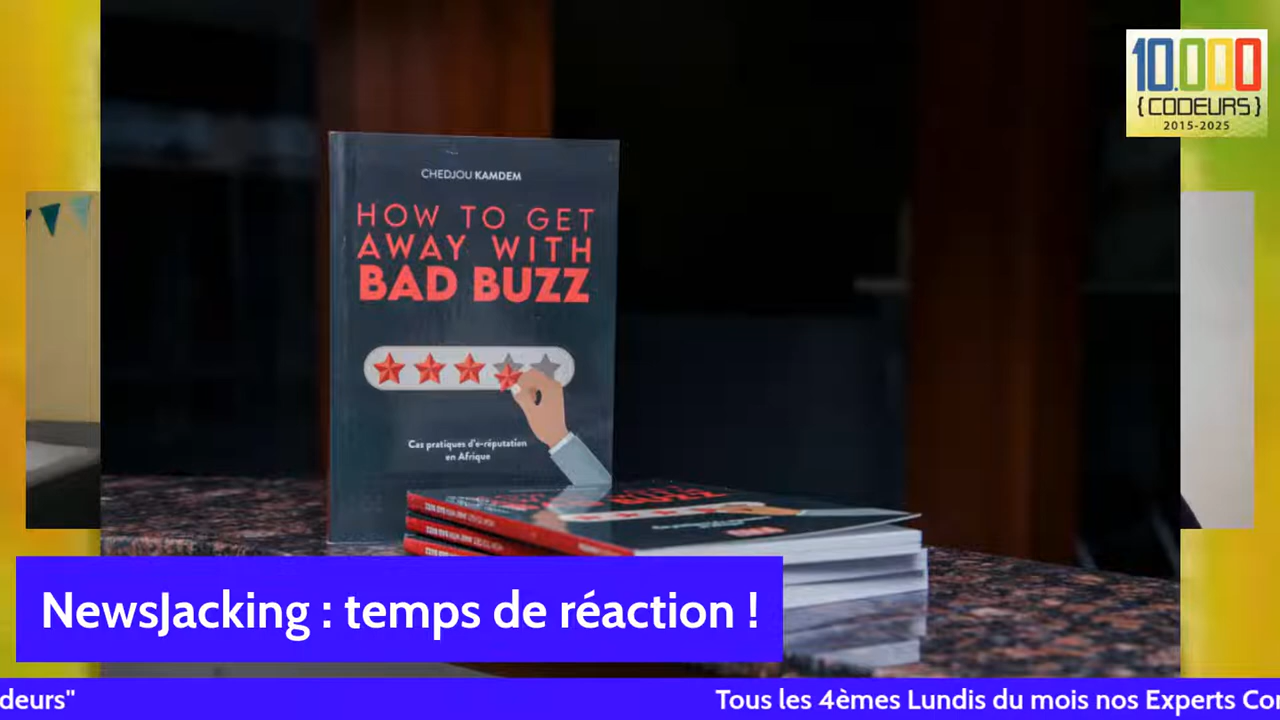 10.000
{CODEURS}
2015-2025
CHEDJOU KAMDEM
HOW TO GET
AWAY WITH
BAD BUZZ
Cas pratiques d'e-réputation
en Afrique
NewsJacking : temps de réaction !
deurs"
Tous les 4èmes Lundis du mois nos Experts Co